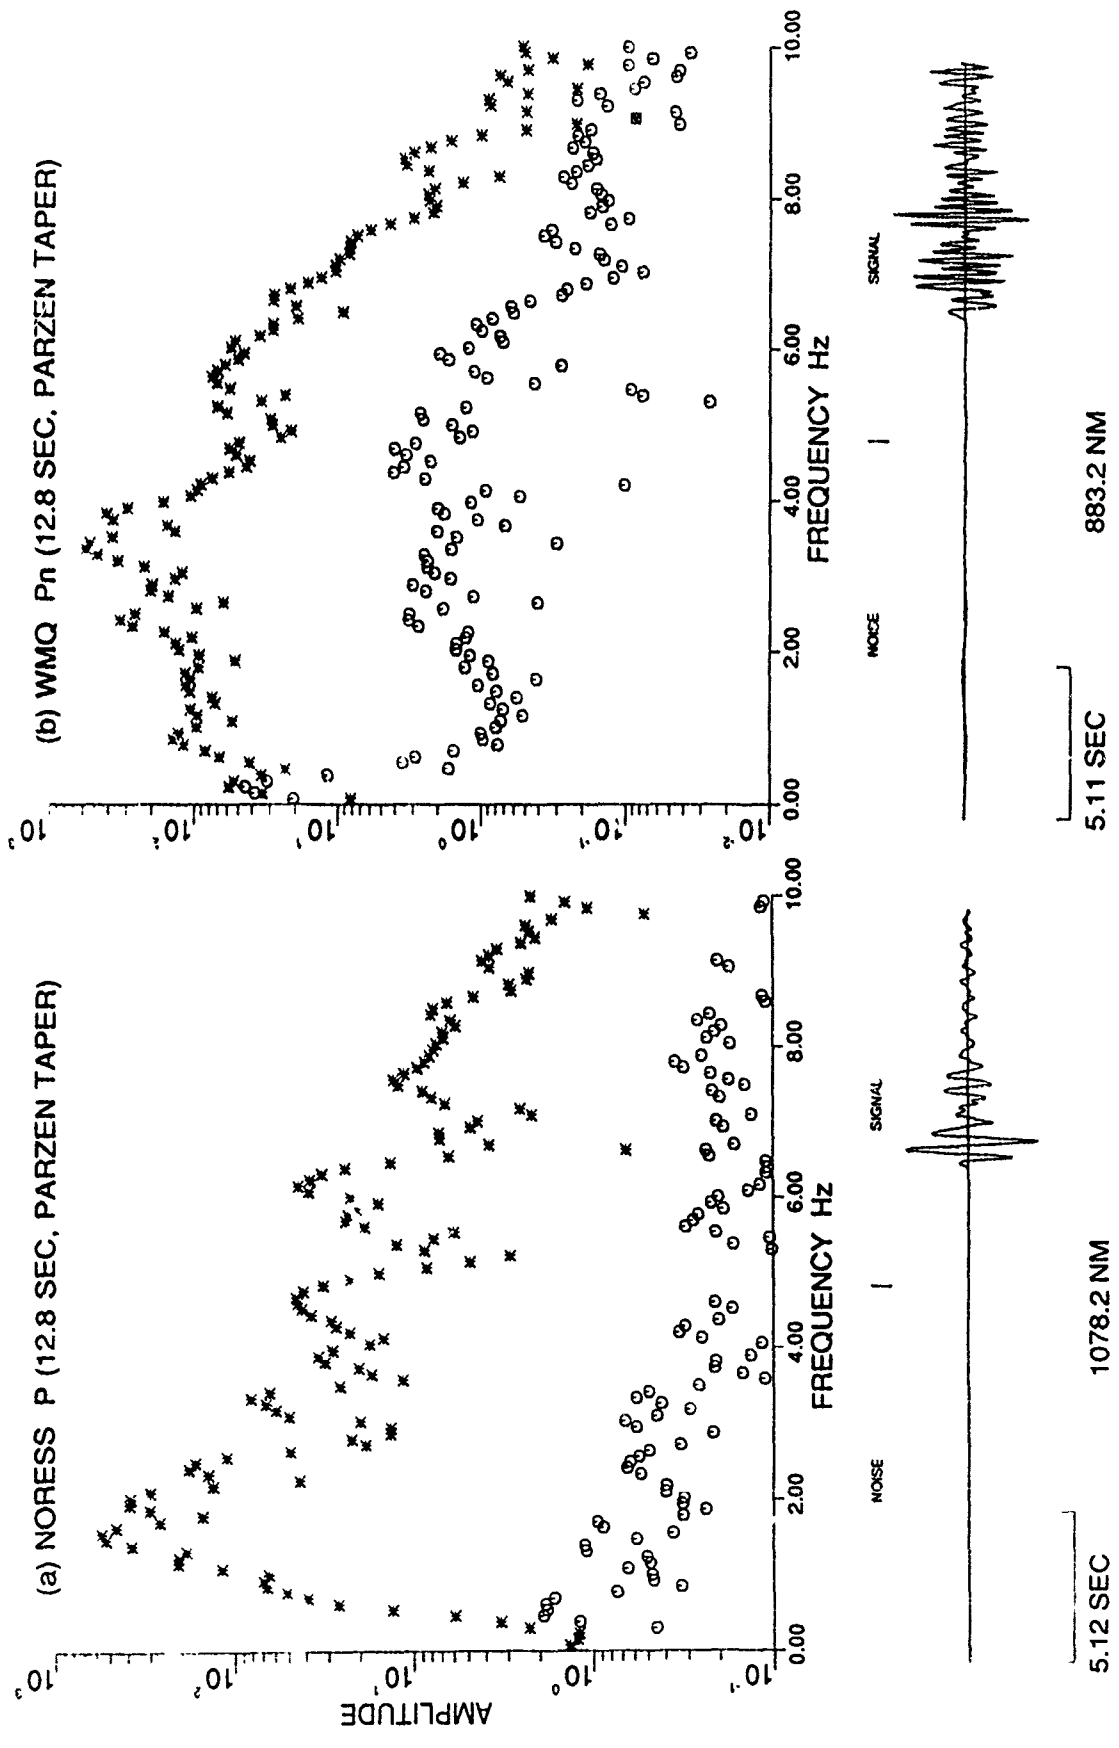 (a) NORESS P (12.8 SEC, PARZEN TAPER)
10³
10²
10¹
10⁰
10⁻¹
AMPLITUDE
0.00 2.00 4.00 6.00 8.00 10.00
FREQUENCY Hz
NOISE | SIGNAL
5.12 SEC 1078.2 NM
(b) WMQ Pn (12.8 SEC, PARZEN TAPER)
10³
10²
10¹
10⁰
10⁻¹
10⁻²
0.00 2.00 4.00 6.00 8.00 10.00
FREQUENCY Hz
NOISE | SIGNAL
5.11 SEC 883.2 NM